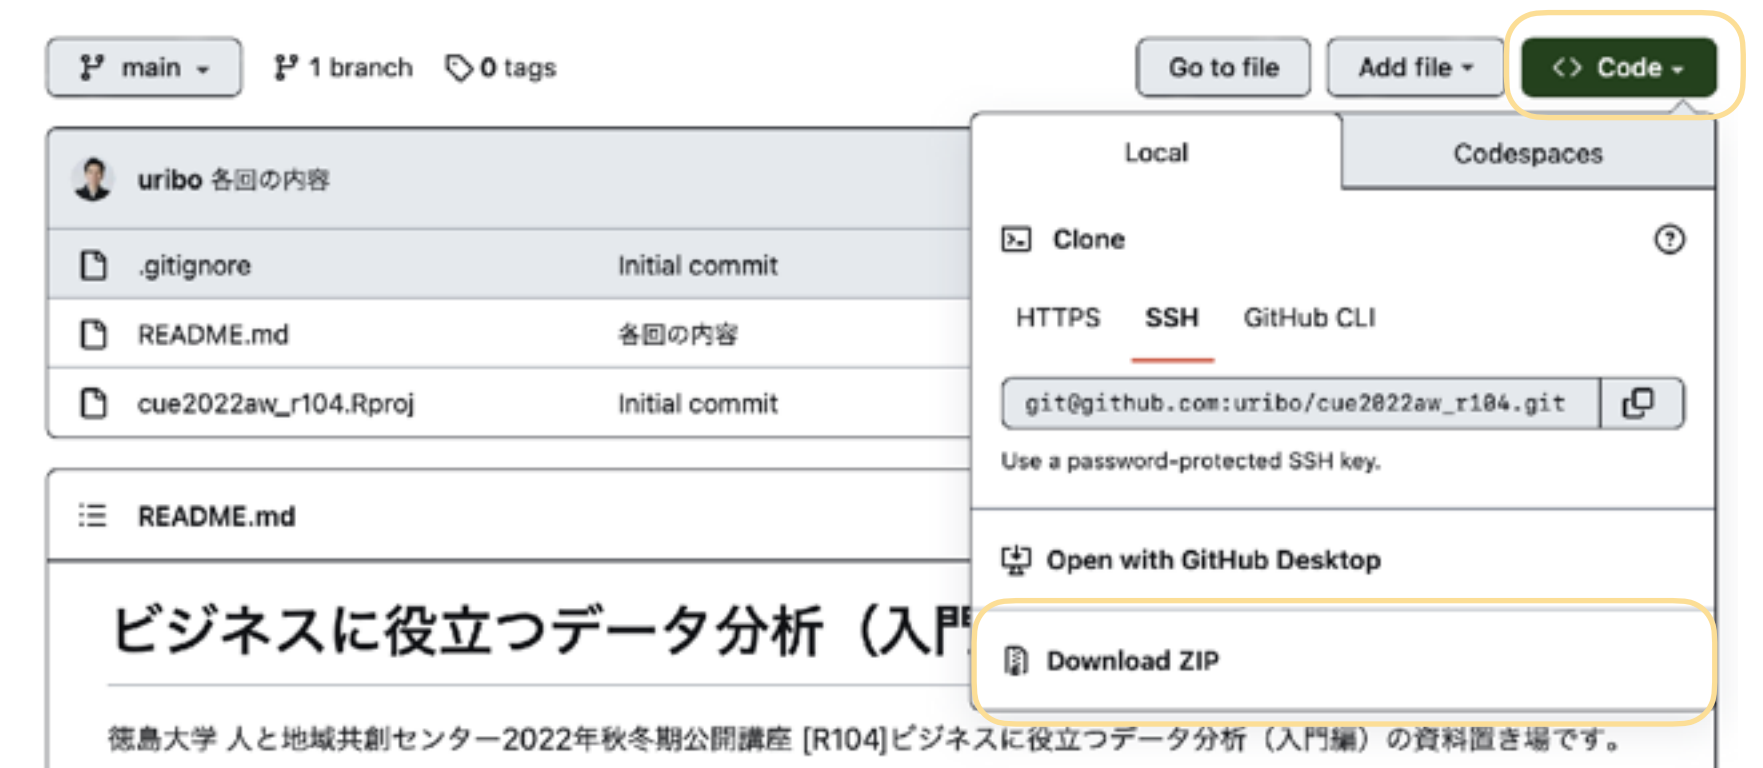 main 1 branch 0 tags Go to file Add file <> Code
Local Codespaces
uribo 各回の内容
Clone
.gitignore Initial commit
HTTPS SSH GitHub CLI
README.md 各回の内容
cue2022aw_r104.Rproj Initial commit
git@github.com:uribo/cue2022aw_r104.git
Use a password-protected SSH key.
README.md
Open with GitHub Desktop
ビジネスに役立つデータ分析（入門
Download ZIP
徳島大学 人と地域共創センター2022年秋冬期公開講座 [R104]ビジネスに役立つデータ分析（入門編）の資料置き場です。